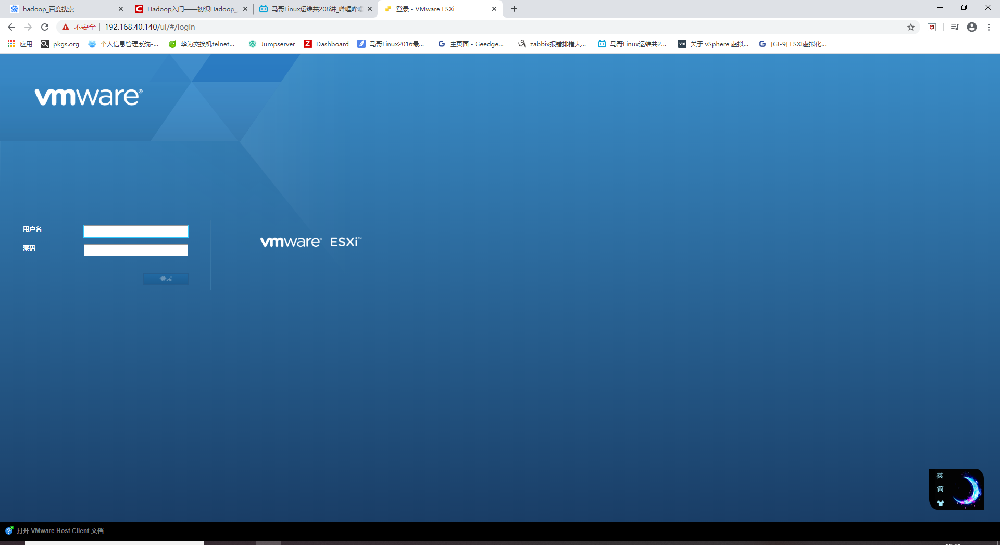 hadoop_百度搜索
Hadoop入门——初识Hadoop_
马哥Linux运维共208讲_哔哩哔哩
登录 - VMware ESXi
不安全
192.168.40.140/ui/#/login
应用
pkgs.org
个人信息管理系统-...
华为交换机telnet...
Jumpserver
Dashboard
马哥Linux2016最...
主页面 - Geedge...
zabbix报错排错大...
马哥Linux运维共2...
关于 vSphere 虚拟...
[GI-9] ESXI虚拟化...
vmware®
用户名
密码
登录
vmware® ESXi™
英
简
打开 VMware Host Client 文档